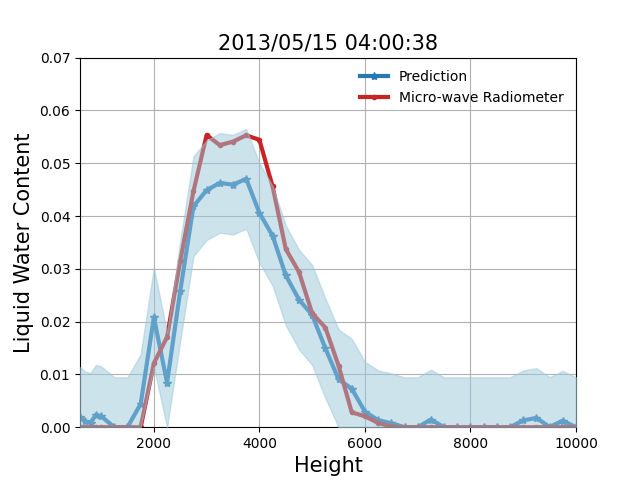 2013/05/15 04:00:38
Prediction
Micro-wave Radiometer
Liquid Water Content
0.07
0.06
0.05
0.04
0.03
0.02
0.01
0.00
2000 4000 6000 8000 10000
Height